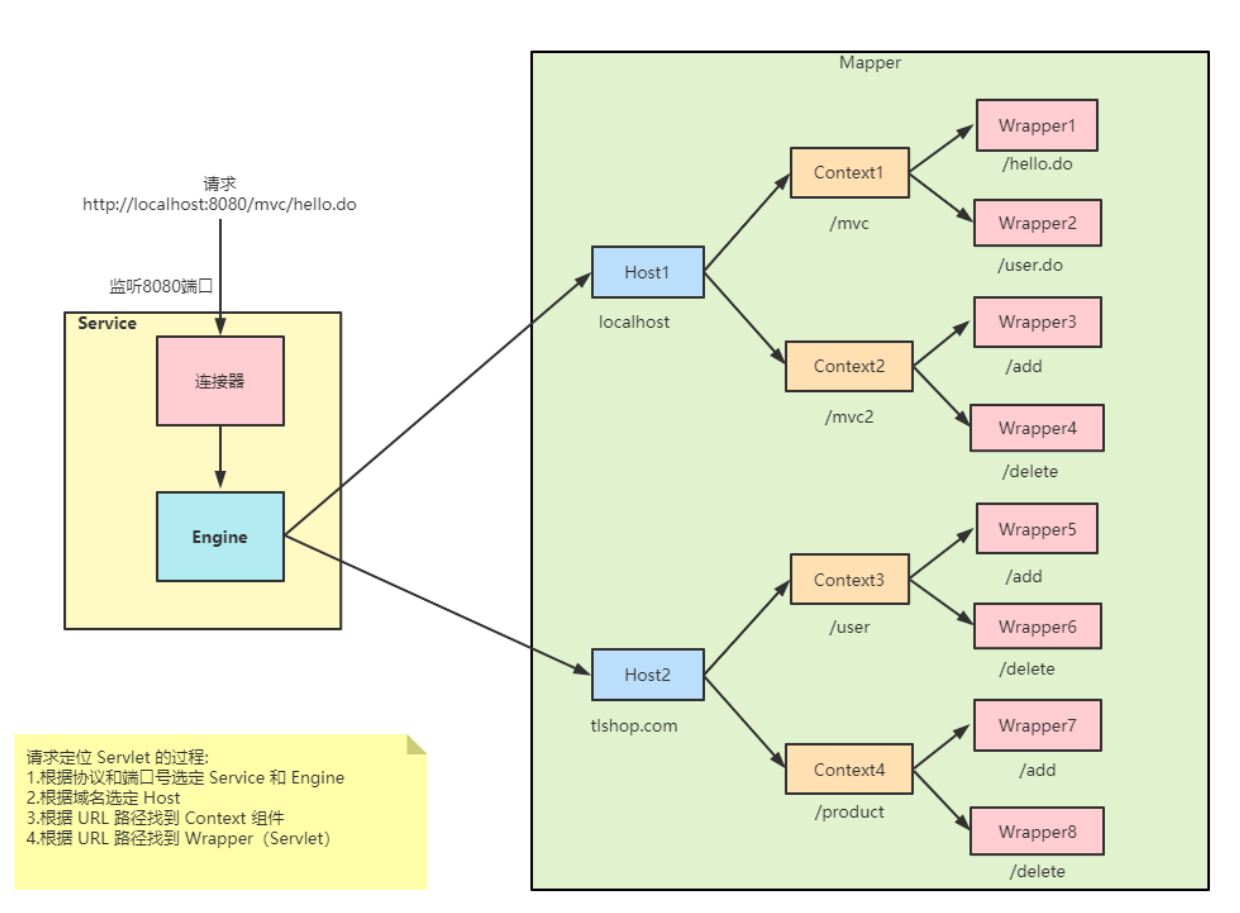 Mapper
请求
http://localhost:8080/mvc/hello.do
监听8080端口
Service
连接器
Engine
Host1
localhost
Context1
/mvc
Wrapper1
/hello.do
Wrapper2
/user.do
Context2
/mvc2
Wrapper3
/add
Wrapper4
/delete
Host2
tlshop.com
Context3
/user
Wrapper5
/add
Wrapper6
/delete
Context4
/product
Wrapper7
/add
Wrapper8
/delete
请求定位 Servlet 的过程:
1.根据协议和端口号选定 Service 和 Engine
2.根据域名选定 Host
3.根据 URL 路径找到 Context 组件
4.根据 URL 路径找到 Wrapper（Servlet）